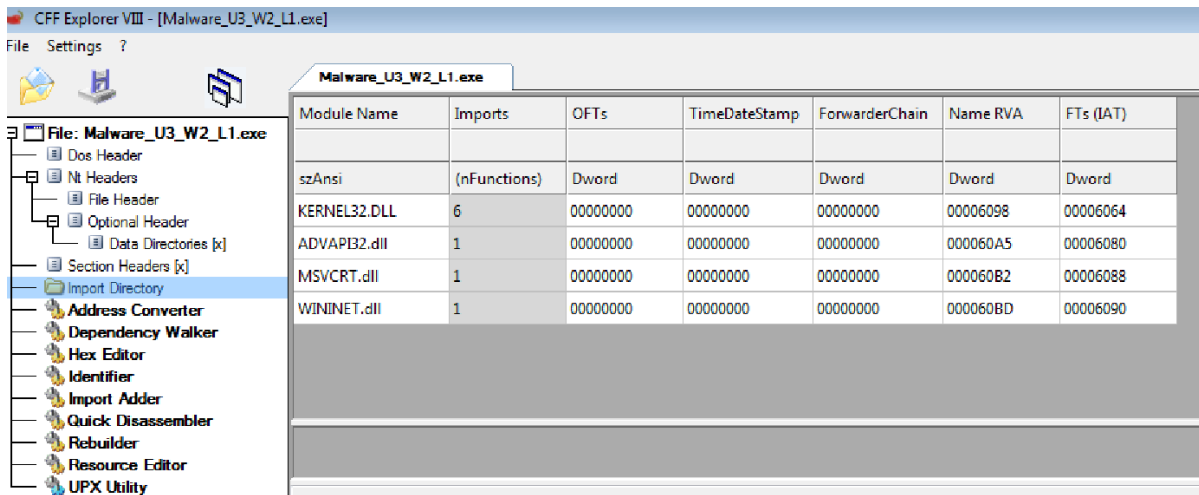 CFF Explorer VIII - [Malware_U3_W2_L1.exe]
File Settings ?
Malware_U3_W2_L1.exe
File: Malware_U3_W2_L1.exe
Dos Header
Nt Headers
File Header
Optional Header
Data Directories [x]
Section Headers [x]
Import Directory
Address Converter
Dependency Walker
Hex Editor
Identifier
Import Adder
Quick Disassembler
Rebuilder
Resource Editor
UPX Utility
Module Name Imports OFTs TimeDateStamp ForwarderChain Name RVA FTs (IAT)
szAnsi (nFunctions) Dword Dword Dword Dword Dword
KERNEL32.DLL 6 00000000 00000000 00000000 00006098 00006064
ADVAPI32.dll 1 00000000 00000000 00000000 000060A5 00006080
MSVCRT.dll 1 00000000 00000000 00000000 000060B2 00006088
WININET.dll 1 00000000 00000000 00000000 000060BD 00006090